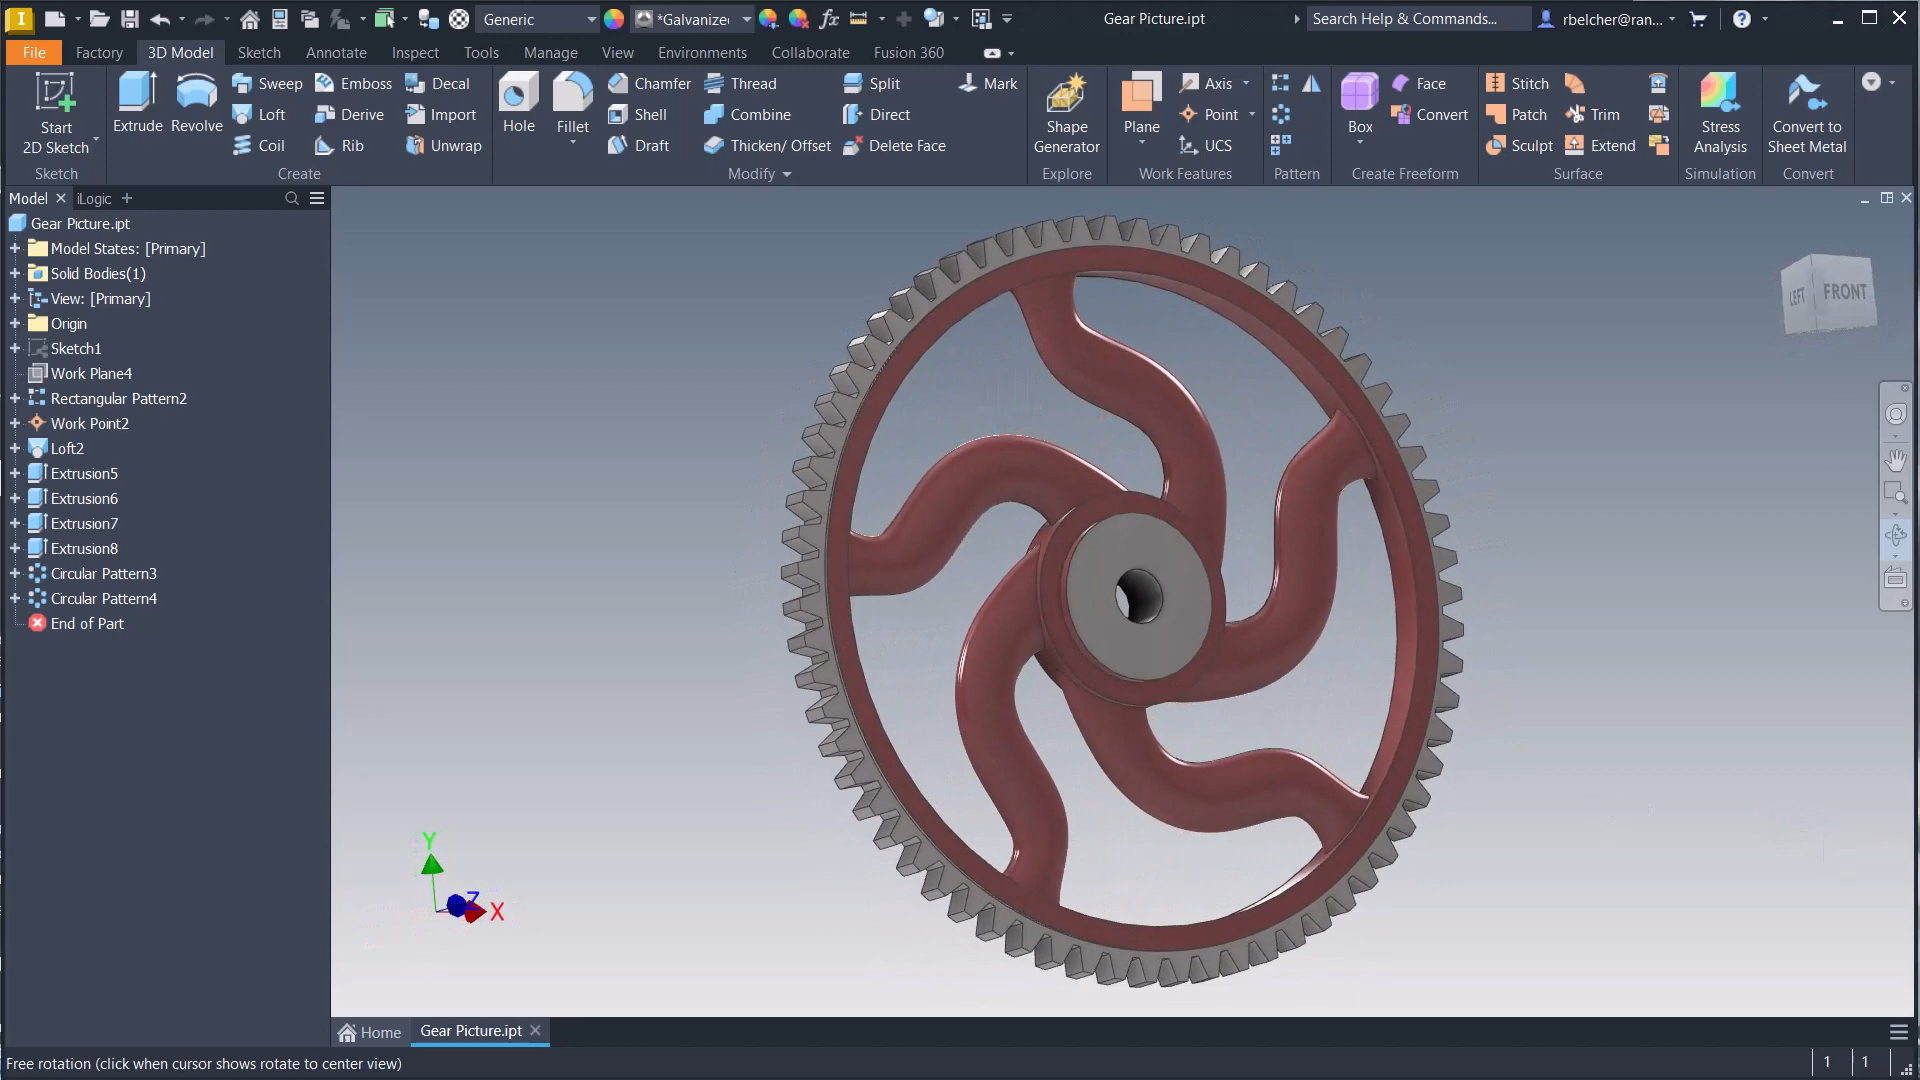 Generic
*Galvanized
Gear Picture.ipt
Search Help & Commands...
rbelcher@ran...
File
Factory
3D Model
Sketch
Annotate
Inspect
Tools
Manage
View
Environments
Collaborate
Fusion 360
Start
2D Sketch
Extrude
Revolve
Sweep
Loft
Coil
Emboss
Derive
Rib
Decal
Import
Unwrap
Hole
Fillet
Chamfer
Shell
Draft
Thread
Combine
Thicken/ Offset
Split
Direct
Delete Face
Mark
Shape
Generator
Plane
Axis
Point
UCS
Box
Face
Convert
Stitch
Patch
Sculpt
Trim
Extend
Stress
Analysis
Convert to
Sheet Metal
Sketch
Create
Modify
Explore
Work Features
Pattern
Create Freeform
Surface
Simulation
Convert
Model
iLogic
Gear Picture.ipt
Model States: [Primary]
Solid Bodies(1)
View: [Primary]
Origin
Sketch1
Work Plane4
Rectangular Pattern2
Work Point2
Loft2
Extrusion5
Extrusion6
Extrusion7
Extrusion8
Circular Pattern3
Circular Pattern4
End of Part
LEFT
FRONT
Y
Z
X
Home
Gear Picture.ipt
Free rotation (click when cursor shows rotate to center view)
1
1